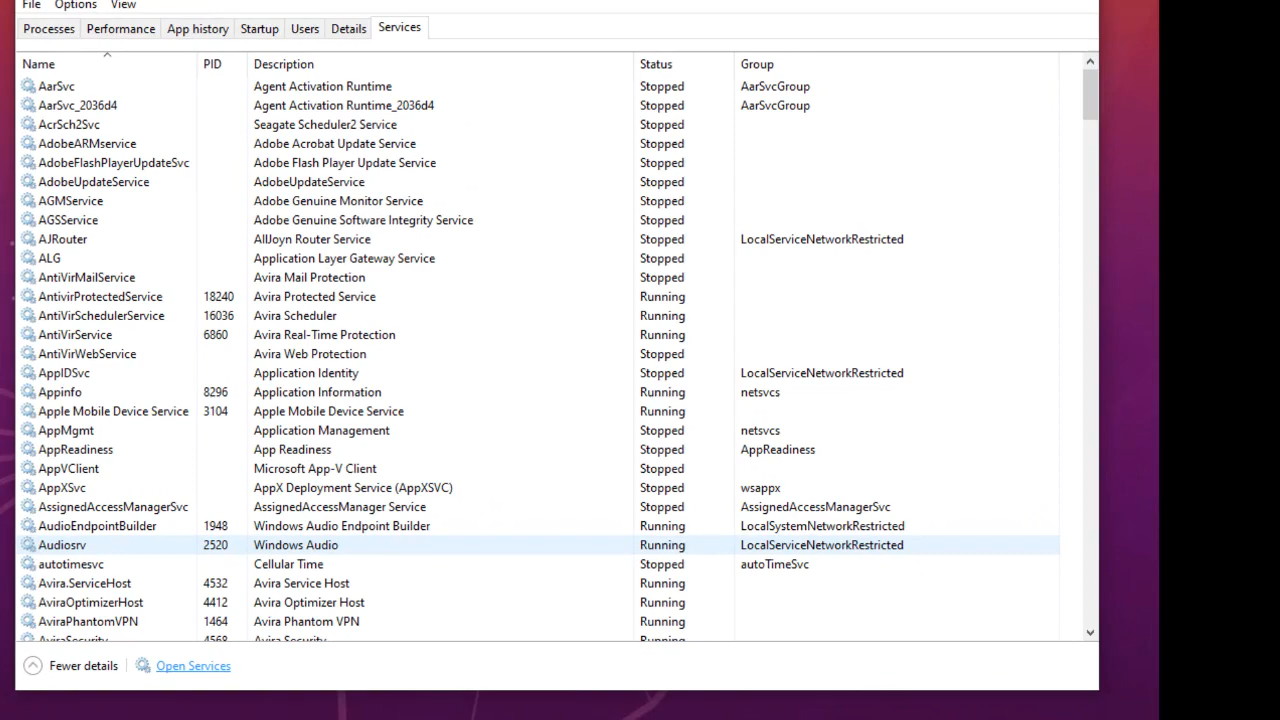 File Options View
Processes Performance App history Startup Users Details Services
Name PID Description Status Group
AarSvc Agent Activation Runtime Stopped AarSvcGroup
AarSvc_2036d4 Agent Activation Runtime_2036d4 Stopped AarSvcGroup
AcrSch2Svc Seagate Scheduler2 Service Stopped
AdobeARMservice Adobe Acrobat Update Service Stopped
AdobeFlashPlayerUpdateSvc Adobe Flash Player Update Service Stopped
AdobeUpdateService AdobeUpdateService Stopped
AGMService Adobe Genuine Monitor Service Stopped
AGSService Adobe Genuine Software Integrity Service Stopped
AJRouter AllJoyn Router Service Stopped LocalServiceNetworkRestricted
ALG Application Layer Gateway Service Stopped
AntiVirMailService Avira Mail Protection Stopped
AntivirProtectedService 18240 Avira Protected Service Running
AntiVirSchedulerService 16036 Avira Scheduler Running
AntiVirService 6860 Avira Real-Time Protection Running
AntiVirWebService Avira Web Protection Stopped
AppIDSvc Application Identity Stopped LocalServiceNetworkRestricted
Appinfo 8296 Application Information Running netsvcs
Apple Mobile Device Service 3104 Apple Mobile Device Service Running
AppMgmt Application Management Stopped netsvcs
AppReadiness App Readiness Stopped AppReadiness
AppVClient Microsoft App-V Client Stopped
AppXSvc AppX Deployment Service (AppXSVC) Stopped wsappx
AssignedAccessManagerSvc AssignedAccessManager Service Stopped AssignedAccessManagerSvc
AudioEndpointBuilder 1948 Windows Audio Endpoint Builder Running LocalSystemNetworkRestricted
Audiosrv 2520 Windows Audio Running LocalServiceNetworkRestricted
autotimesvc Cellular Time Stopped autoTimeSvc
Avira.ServiceHost 4532 Avira Service Host Running
AviraOptimizerHost 4412 Avira Optimizer Host Running
AviraPhantomVPN 1464 Avira Phantom VPN Running
AviraSecurity 4568 Avira Security Running
Fewer details Open Services